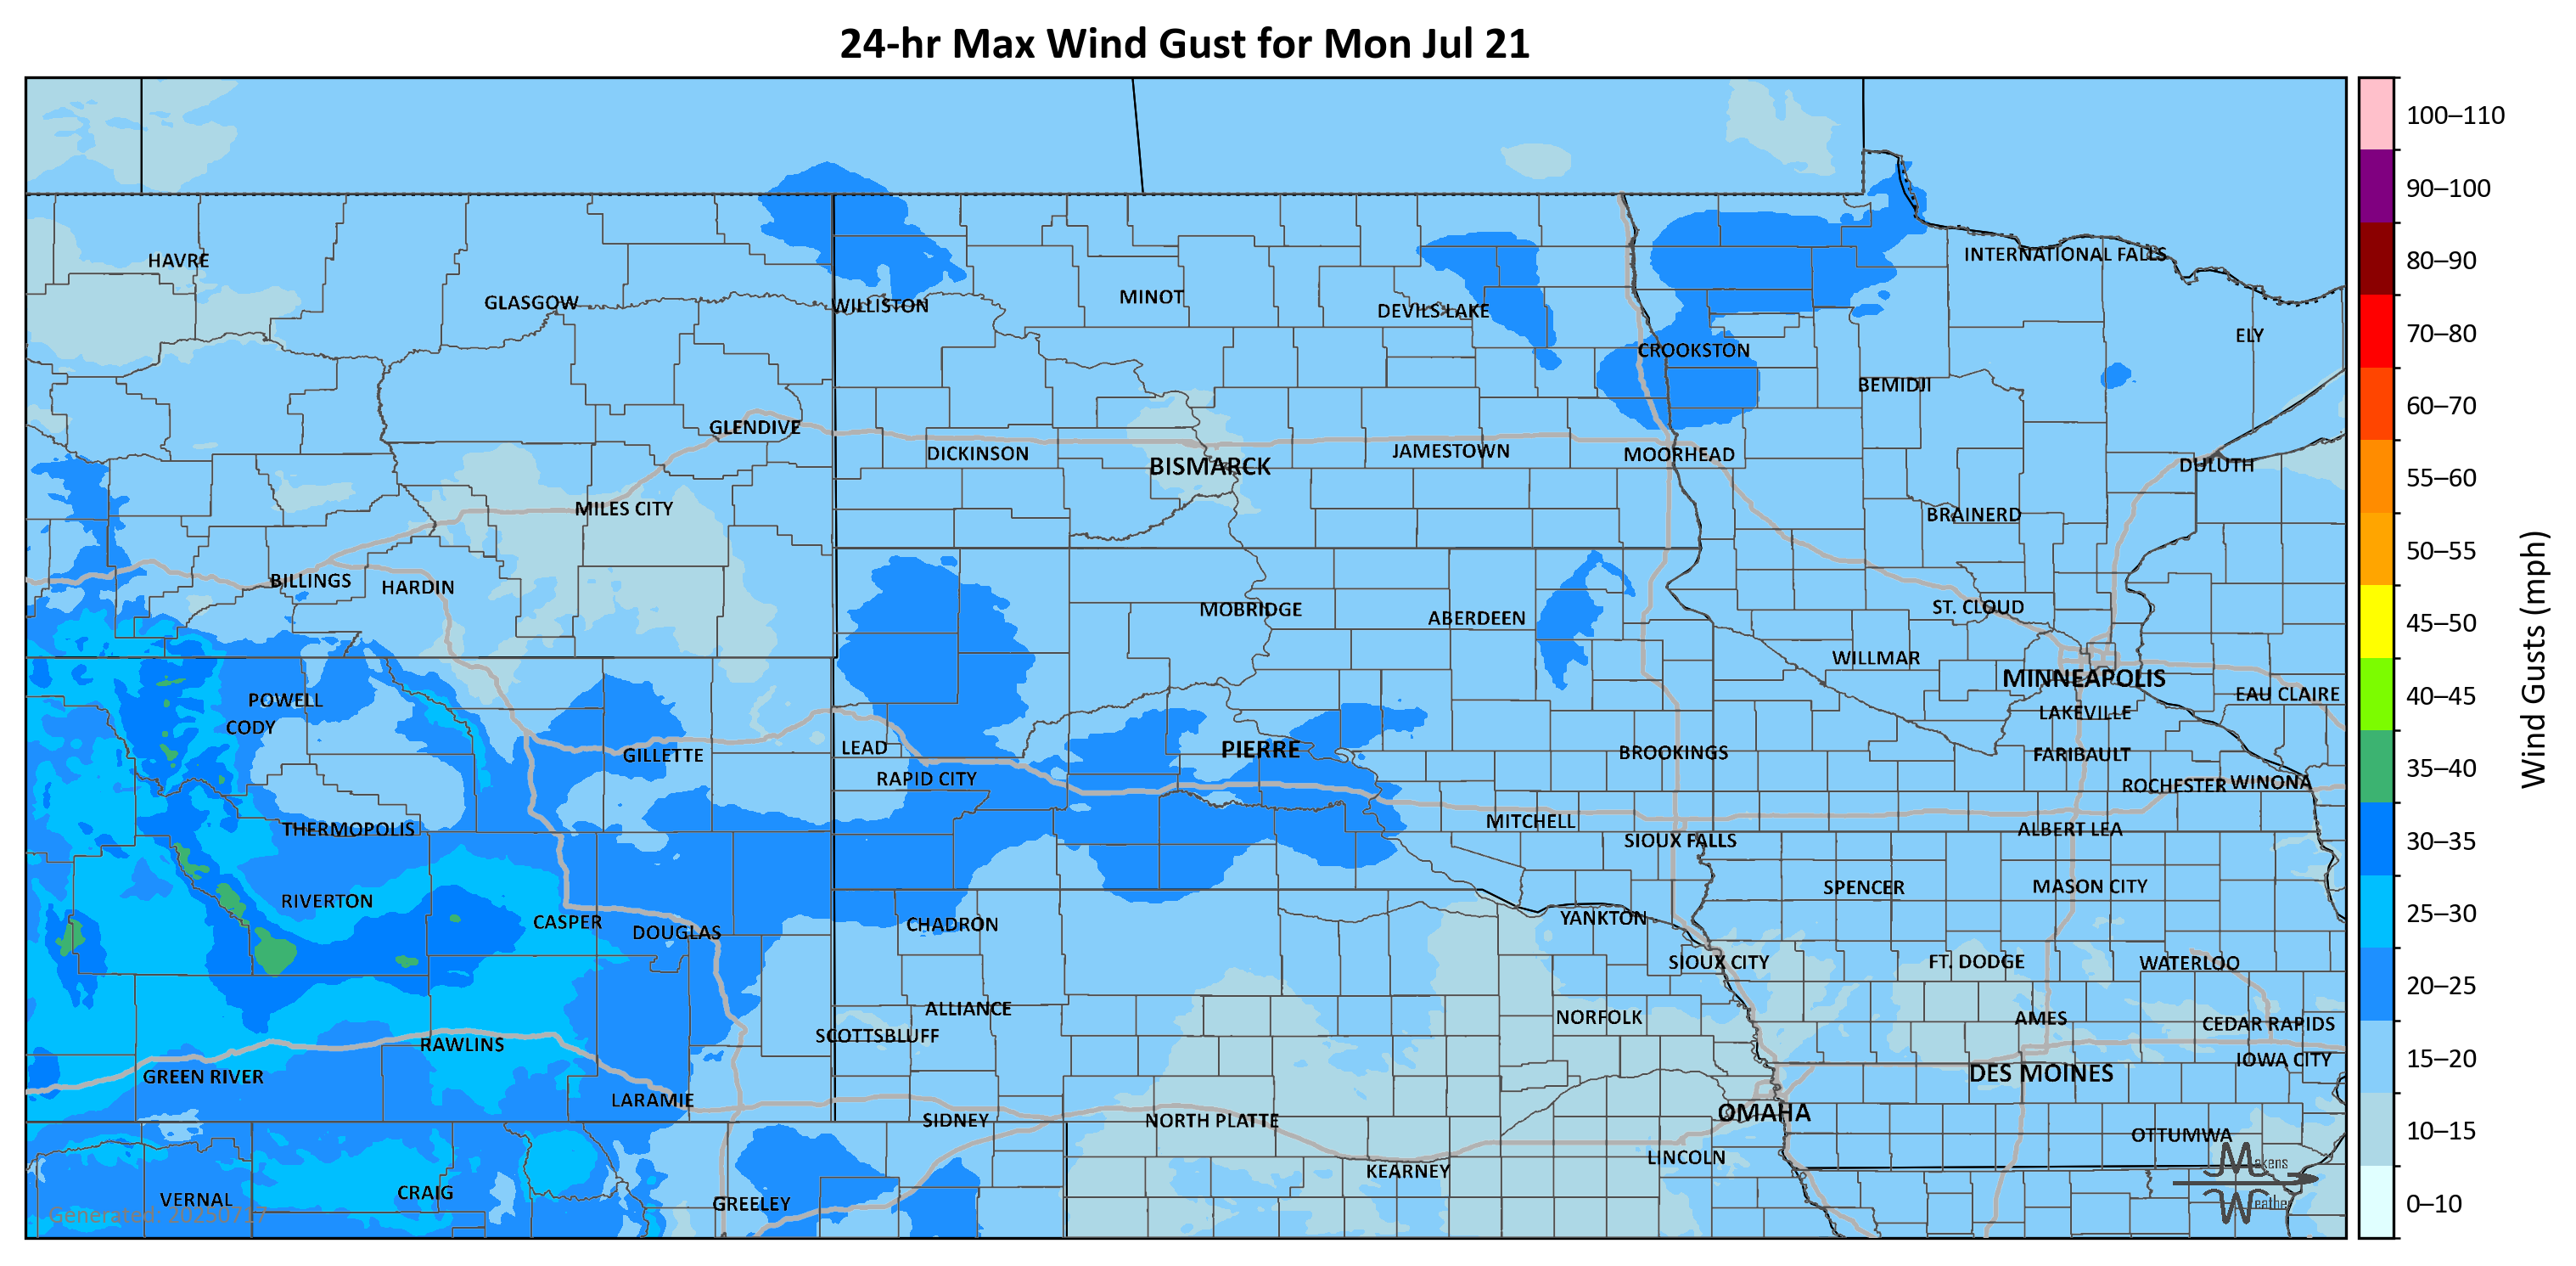 24-hr Max Wind Gust for Mon Jul 21
100–110
90–100
80–90
70–80
60–70
55–60
50–55
45–50
40–45
35–40
30–35
25–30
20–25
15–20
10–15
0–10
Wind Gusts (mph)
HAVRE
INTERNATIONAL FALLS
GLASGOW
WILLISTON
MINOT
DEVILS LAKE
ELY
CROOKSTON
BEMIDJI
GLENDIVE
DICKINSON
BISMARCK
JAMESTOWN
MOORHEAD
DULUTH
MILES CITY
BRAINERD
BILLINGS
HARDIN
MOBRIDGE
ABERDEEN
ST. CLOUD
WILLMAR
MINNEAPOLIS
EAU CLAIRE
POWELL
CODY
LAKEVILLE
GILLETTE
LEAD
PIERRE
BROOKINGS
FARIBAULT
RAPID CITY
ROCHESTER
WINONA
THERMOPOLIS
MITCHELL
SIOUX FALLS
ALBERT LEA
RIVERTON
SPENCER
MASON CITY
CASPER
DOUGLAS
CHADRON
YANKTON
SIOUX CITY
FT. DODGE
WATERLOO
ALLIANCE
NORFOLK
AMES
CEDAR RAPIDS
SCOTTSBLUFF
RAWLINS
IOWA CITY
GREEN RIVER
DES MOINES
LARAMIE
SIDNEY
NORTH PLATTE
OMAHA
OTTUMWA
KEARNEY
LINCOLN
VERNAL
CRAIG
GREELEY
Generated: 20250717
Makens
Weather